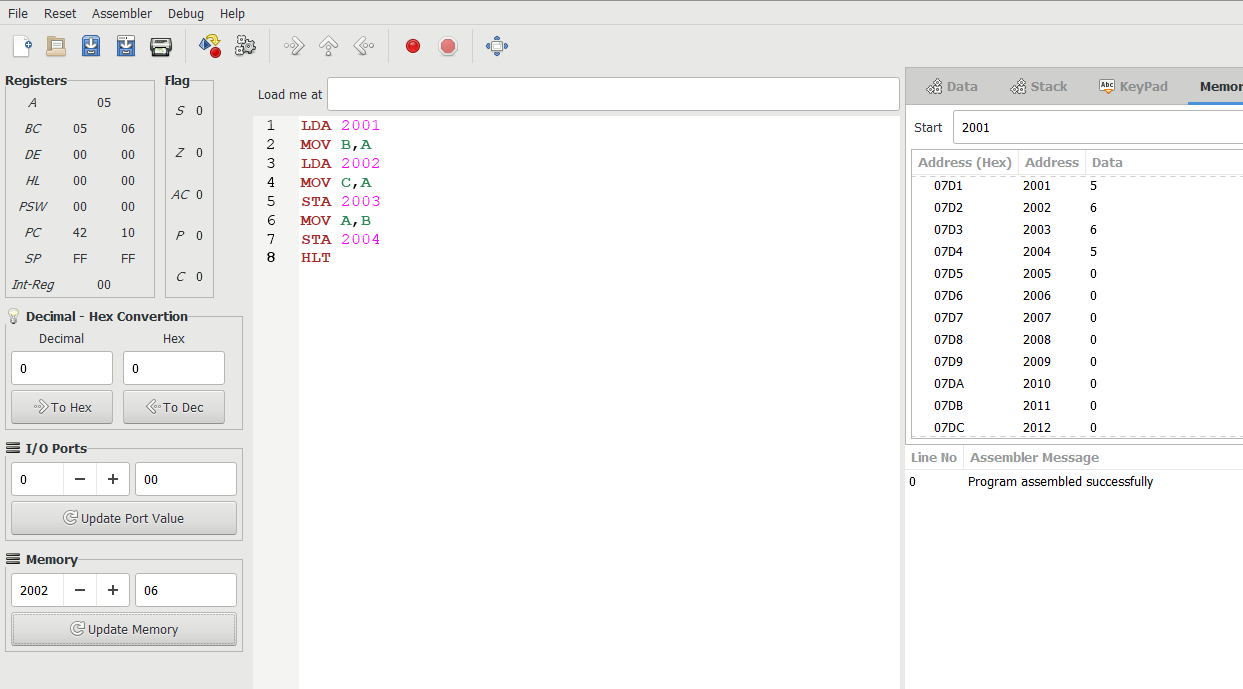 File Reset Assembler Debug Help
Registers
A 05
BC 05 06
DE 00 00
HL 00 00
PSW 00 00
PC 42 10
SP FF FF
Int-Reg 00
Flag
S 0
Z 0
AC 0
P 0
C 0
Decimal - Hex Convertion
Decimal Hex
0 0
To Hex To Dec
I/O Ports
0 − + 00
Update Port Value
Memory
2002 − + 06
Update Memory
Load me at
1 LDA 2001
2 MOV B,A
3 LDA 2002
4 MOV C,A
5 STA 2003
6 MOV A,B
7 STA 2004
8 HLT
Data Stack Abc KeyPad Memor
Start 2001
Address (Hex) Address Data
07D1 2001 5
07D2 2002 6
07D3 2003 6
07D4 2004 5
07D5 2005 0
07D6 2006 0
07D7 2007 0
07D8 2008 0
07D9 2009 0
07DA 2010 0
07DB 2011 0
07DC 2012 0
Line No Assembler Message
0 Program assembled successfully